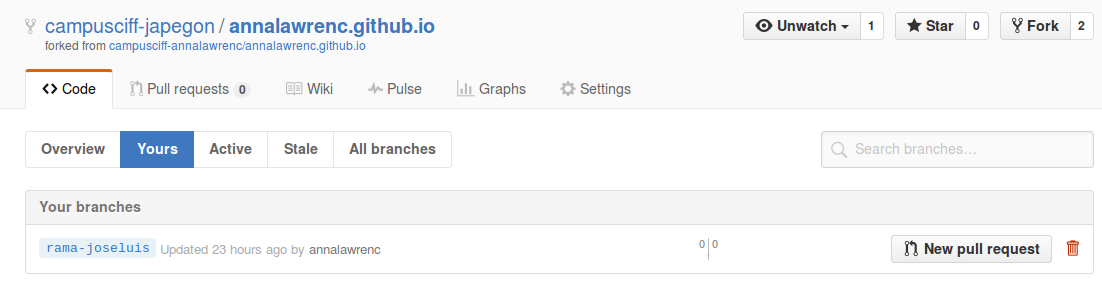 campusciff-japegon / annalawrenc.github.io
forked from campusciff-annalawrenc/annalawrenc.github.io
Unwatch 1 Star 0 Fork 2
Code Pull requests 0 Wiki Pulse Graphs Settings
Overview Yours Active Stale All branches Search branches...
Your branches
rama-joseluis Updated 23 hours ago by annalawrenc 0 0 New pull request